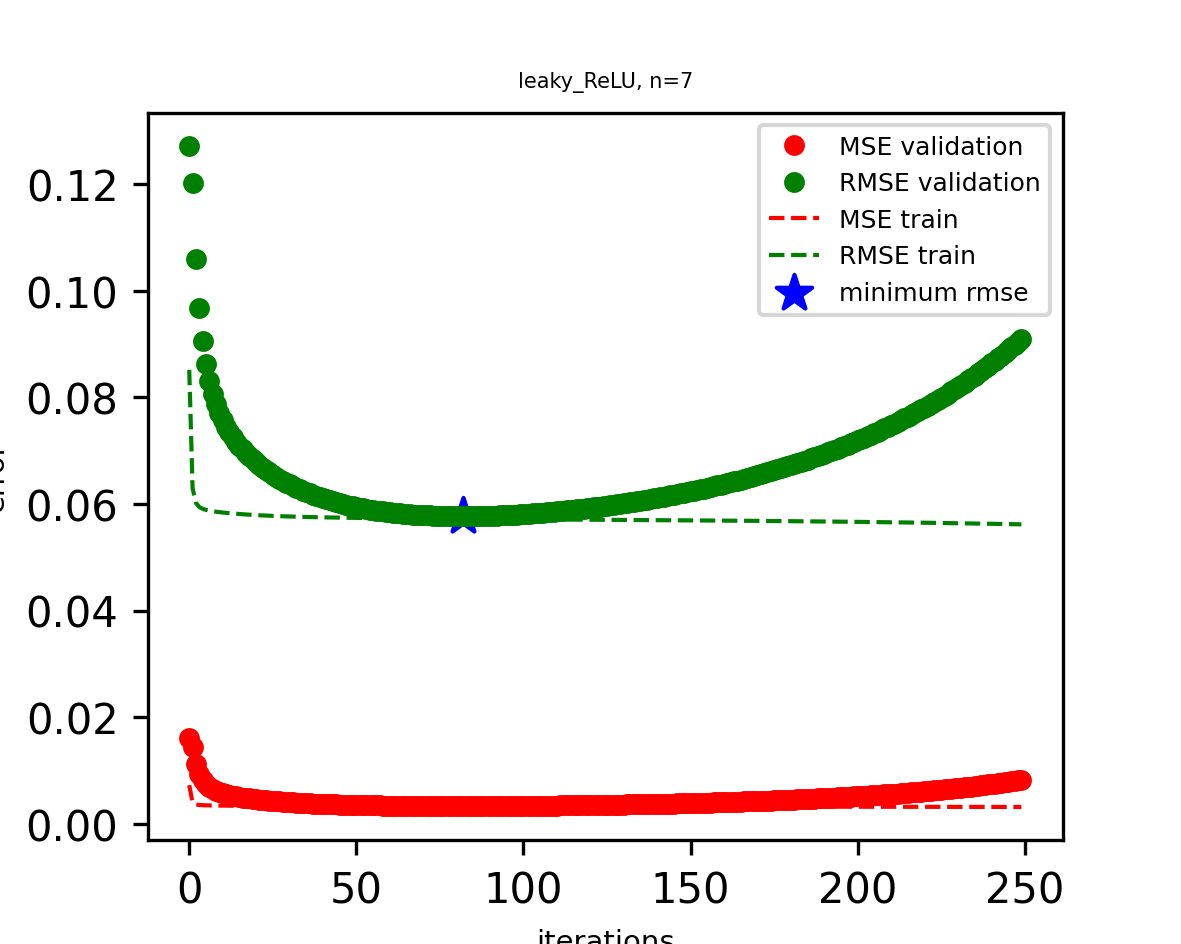 leaky_ReLU, n=7
MSE validation
RMSE validation
MSE train
RMSE train
minimum rmse
0.12
0.10
0.08
0.06
0.04
0.02
0.00
0 50 100 150 200 250
iterations